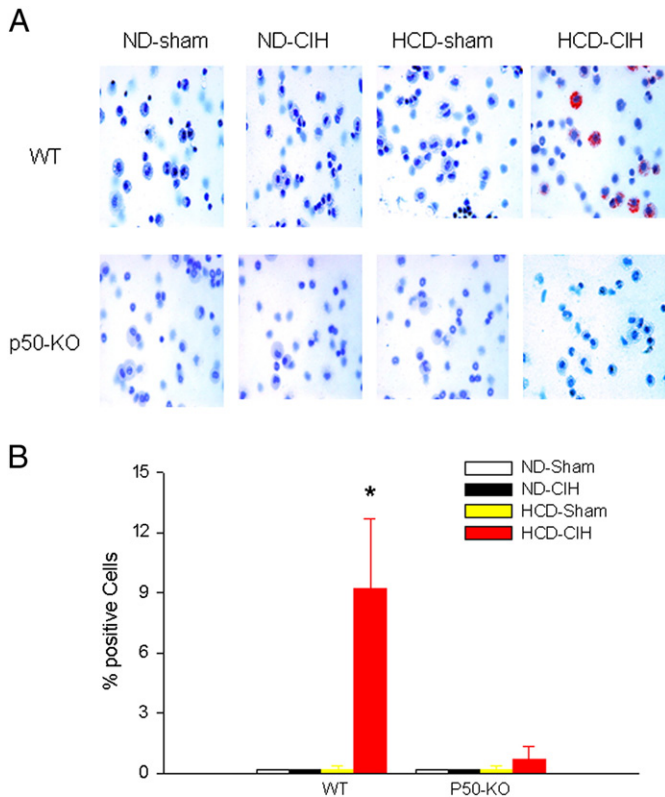 A
ND-sham ND-CIH HCD-sham HCD-CIH
WT
p50-KO
B
15
12
9
6
3
0
% positive Cells
*
ND-Sham
ND-CIH
HCD-Sham
HCD-CIH
WT P50-KO